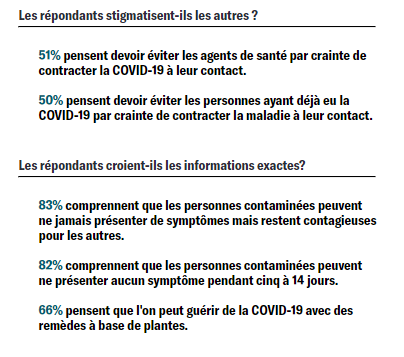 Les répondants stigmatisent-ils les autres ?
51% pensent devoir éviter les agents de santé par crainte de
contracter la COVID-19 à leur contact.
50% pensent devoir éviter les personnes ayant déjà eu la
COVID-19 par crainte de contracter la maladie à leur contact.
Les répondants croient-ils les informations exactes?
83% comprennent que les personnes contaminées peuvent
ne jamais présenter de symptômes mais restent contagieuses
pour les autres.
82% comprennent que les personnes contaminées peuvent
ne présenter aucun symptôme pendant cinq à 14 jours.
66% pensent que l'on peut guérir de la COVID-19 avec des
remèdes à base de plantes.